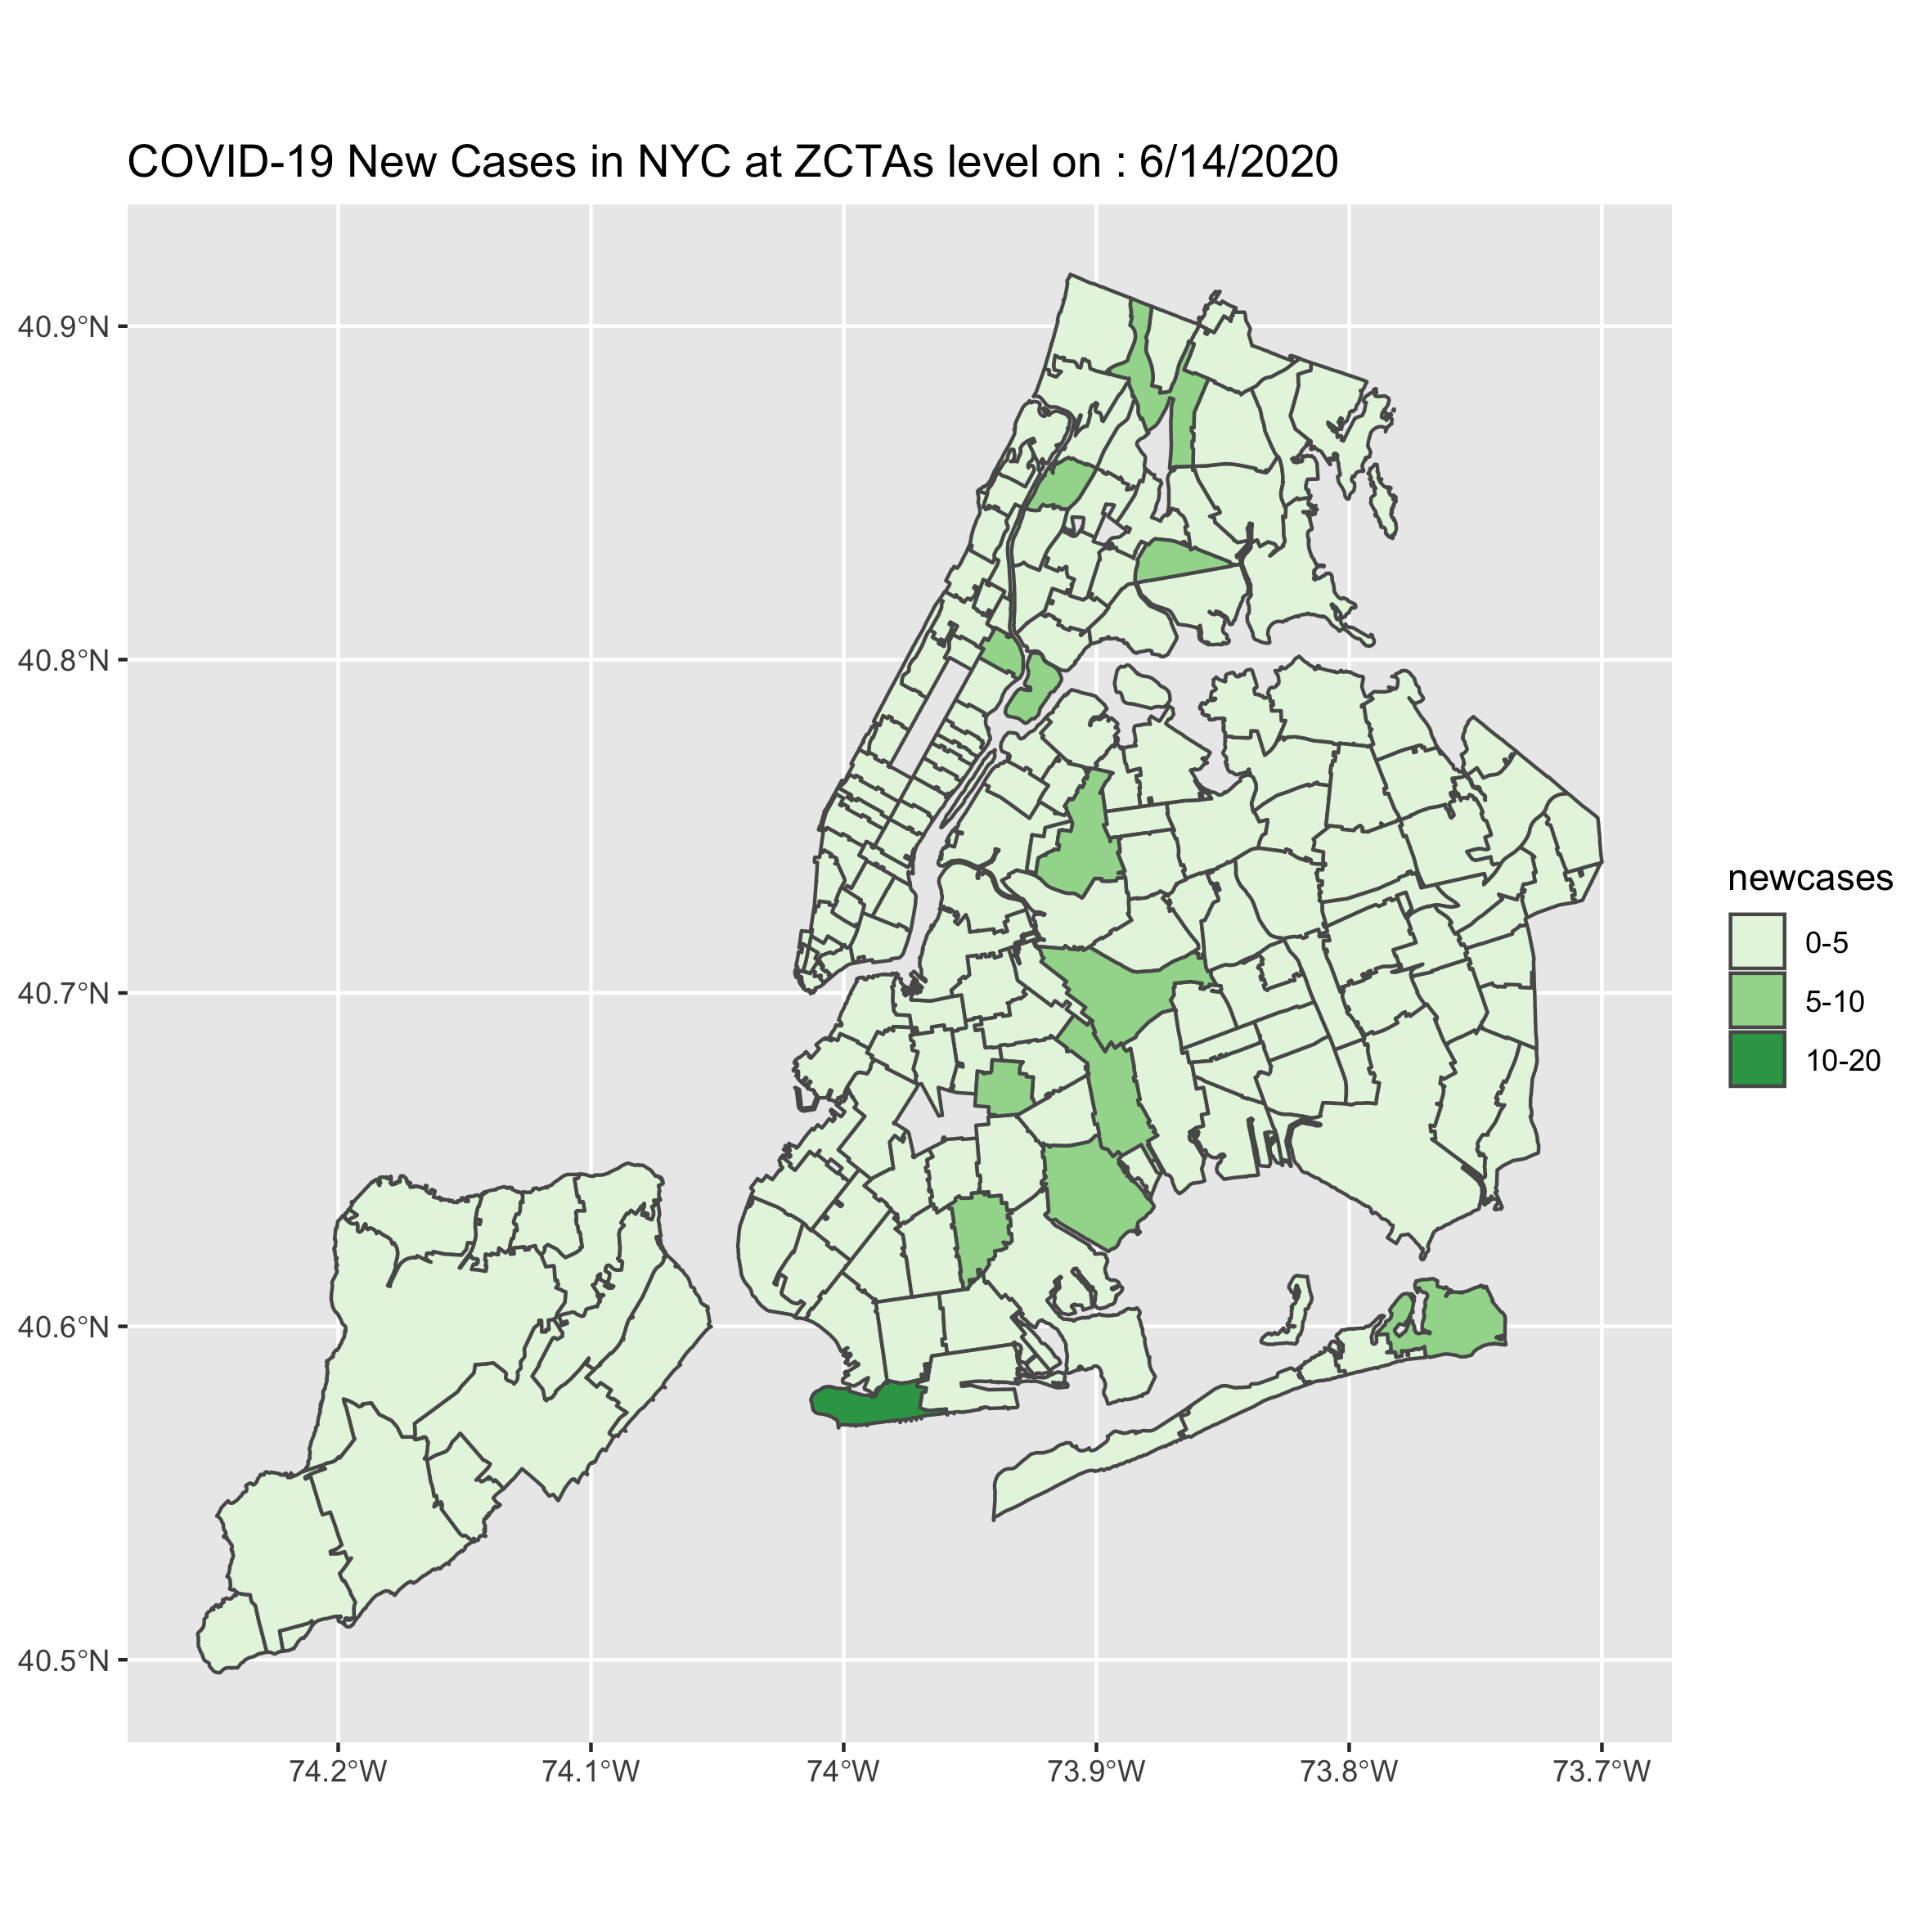 COVID-19 New Cases in NYC at ZCTAs level on : 6/14/2020
40.9°N
40.8°N
40.7°N
40.6°N
40.5°N
74.2°W
74.1°W
74°W
73.9°W
73.8°W
73.7°W
newcases
0-5
5-10
10-20